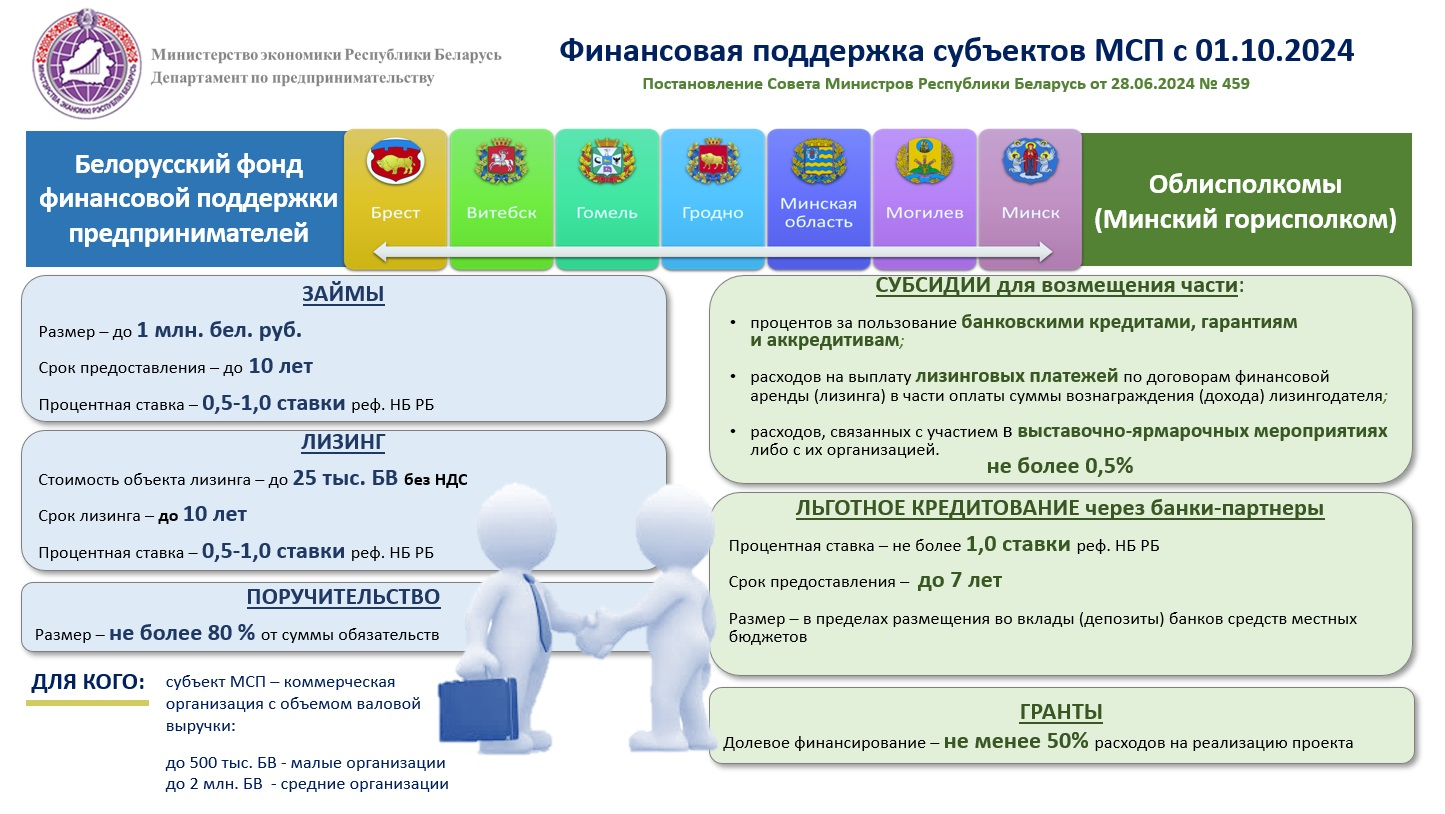 МИНИСТЕРСТВА ЭКАНОМІКІ РЭСПУБЛІКІ БЕЛАРУСЬ
Министерство экономики Республики Беларусь
Департамент по предпринимательству
Финансовая поддержка субъектов МСП с 01.10.2024
Постановление Совета Министров Республики Беларусь от 28.06.2024 № 459
Белорусский фонд
финансовой поддержки
предпринимателей
Брест
Витебск
Гомель
Гродно
Минская
область
Могилев
Минск
Облисполкомы
(Минский горисполком)
ЗАЙМЫ
Размер – до 1 млн. бел. руб.
Срок предоставления – до 10 лет
Процентная ставка – 0,5-1,0 ставки реф. НБ РБ
ЛИЗИНГ
Стоимость объекта лизинга – до 25 тыс. БВ без НДС
Срок лизинга – до 10 лет
Процентная ставка – 0,5-1,0 ставки реф. НБ РБ
ПОРУЧИТЕЛЬСТВО
Размер – не более 80 % от суммы обязательств
ДЛЯ КОГО:
субъект МСП – коммерческая
организация с объемом валовой
выручки:
до 500 тыс. БВ - малые организации
до 2 млн. БВ - средние организации
СУБСИДИИ для возмещения части:
• процентов за пользование банковскими кредитами, гарантиям
и аккредитивам;
• расходов на выплату лизинговых платежей по договорам финансовой
аренды (лизинга) в части оплаты суммы вознаграждения (дохода) лизингодателя;
• расходов, связанных с участием в выставочно-ярмарочных мероприятиях
либо с их организацией.
не более 0,5%
ЛЬГОТНОЕ КРЕДИТОВАНИЕ через банки-партнеры
Процентная ставка – не более 1,0 ставки реф. НБ РБ
Срок предоставления – до 7 лет
Размер – в пределах размещения во вклады (депозиты) банков средств местных
бюджетов
ГРАНТЫ
Долевое финансирование – не менее 50% расходов на реализацию проекта